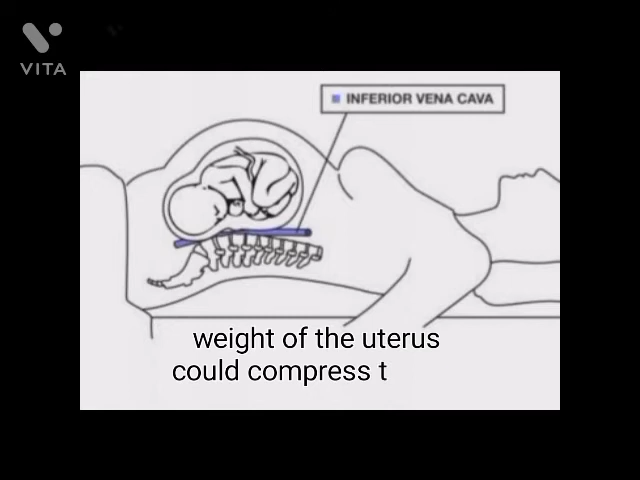 VITA
INFERIOR VENA CAVA
weight of the uterus
could compress t